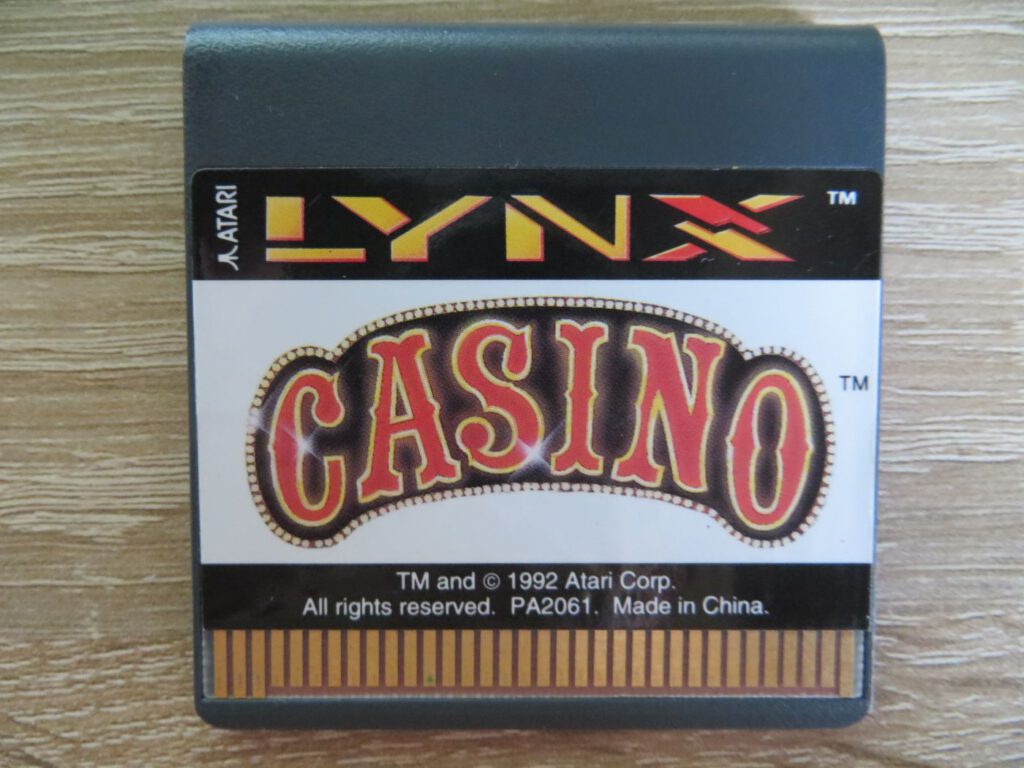 ATARI LYNX ™
CASINO ™
TM and © 1992 Atari Corp.
All rights reserved. PA2061. Made in China.